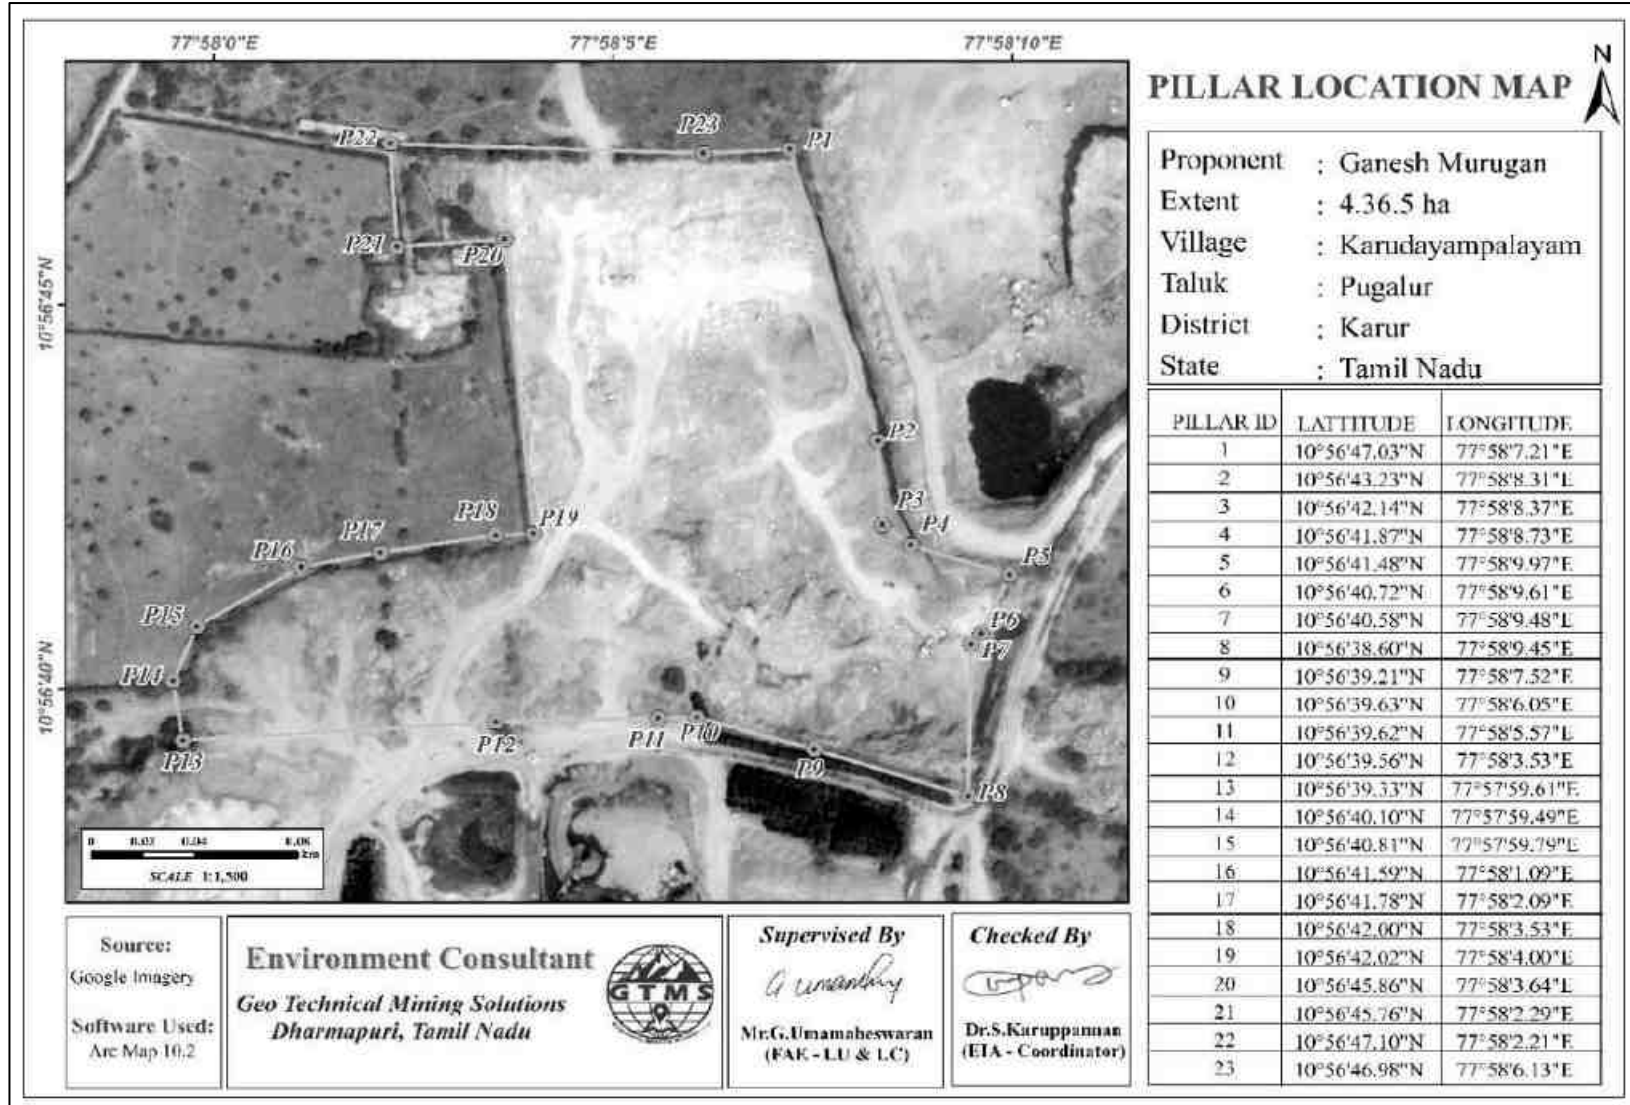 77°58'0"E
77°58'5"E
77°58'10"E
N
PILLAR LOCATION MAP
Proponent : Ganesh Murugan
Extent : 4.36.5 ha
Village : Karudayampalayam
Taluk : Pugalur
District : Karur
State : Tamil Nadu
P22
P23
P1
P21
P20
10°56'45"N
P2
P3
P4
P18
P19
P17
P16
P5
P15
P6
P7
P14
10°56'40"N
P10
P11
P12
P13
P9
P8
0 0.02 0.04 0.08
km
SCALE 1:1,500
PILLAR ID LATTITUDE LONGITUDE
1 10°56'47.03"N 77°58'7.21"E
2 10°56'43.23"N 77°58'8.31"E
3 10°56'42.14"N 77°58'8.37"E
4 10°56'41.87"N 77°58'8.73"E
5 10°56'41.48"N 77°58'9.97"E
6 10°56'40.72"N 77°58'9.61"E
7 10°56'40.58"N 77°58'9.48"E
8 10°56'38.60"N 77°58'9.45"E
9 10°56'39.21"N 77°58'7.52"E
10 10°56'39.63"N 77°58'6.05"E
11 10°56'39.62"N 77°58'5.57"E
12 10°56'39.56"N 77°58'3.53"E
13 10°56'39.33"N 77°57'59.61"E
14 10°56'40.10"N 77°57'59.49"E
15 10°56'40.81"N 77°57'59.79"E
16 10°56'41.59"N 77°58'1.09"E
17 10°56'41.78"N 77°58'2.09"E
18 10°56'42.00"N 77°58'3.53"E
19 10°56'42.02"N 77°58'4.00"E
20 10°56'45.86"N 77°58'3.64"E
21 10°56'45.76"N 77°58'2.29"E
22 10°56'47.10"N 77°58'2.21"E
23 10°56'46.98"N 77°58'6.13"E
Source:
Google Imagery
Software Used:
Arc Map 10.2
Environment Consultant
Geo Technical Mining Solutions
Dharmapuri, Tamil Nadu
GTMS
Supervised By
Mr.G.Umamaheswaran
(FAE - LU & LC)
Checked By
Dr.S.Karuppannan
(EIA - Coordinator)